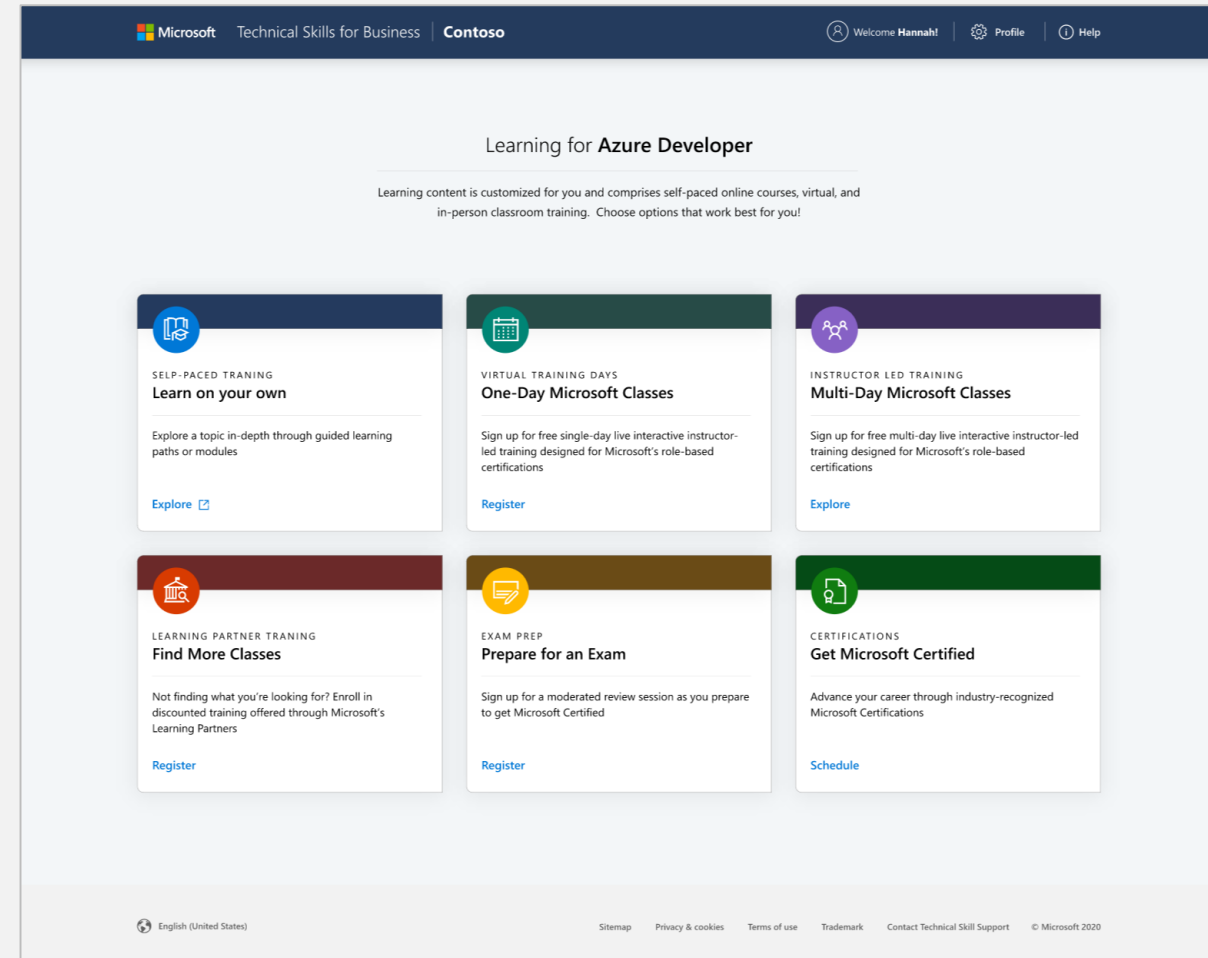 Microsoft Technical Skills for Business Contoso Welcome Hannah! Profile Help
Learning for Azure Developer
Learning content is customized for you and comprises self-paced online courses, virtual, and
in-person classroom training. Choose options that work best for you!
SELP-PACED TRANING
Learn on your own
Explore a topic in-depth through guided learning
paths or modules
Explore
VIRTUAL TRAINING DAYS
One-Day Microsoft Classes
Sign up for free single-day live interactive instructor-
led training designed for Microsoft's role-based
certifications
Register
INSTRUCTOR LED TRAINING
Multi-Day Microsoft Classes
Sign up for free multi-day live interactive instructor-led
training designed for Microsoft's role-based
certifications
Explore
LEARNING PARTNER TRANING
Find More Classes
Not finding what you're looking for? Enroll in
discounted training offered through Microsoft's
Learning Partners
Register
EXAM PREP
Prepare for an Exam
Sign up for a moderated review session as you prepare
to get Microsoft Certified
Register
CERTIFICATIONS
Get Microsoft Certified
Advance your career through industry-recognized
Microsoft Certifications
Schedule
English (United States) Sitemap Privacy & cookies Terms of use Trademark Contact Technical Skill Support © Microsoft 2020